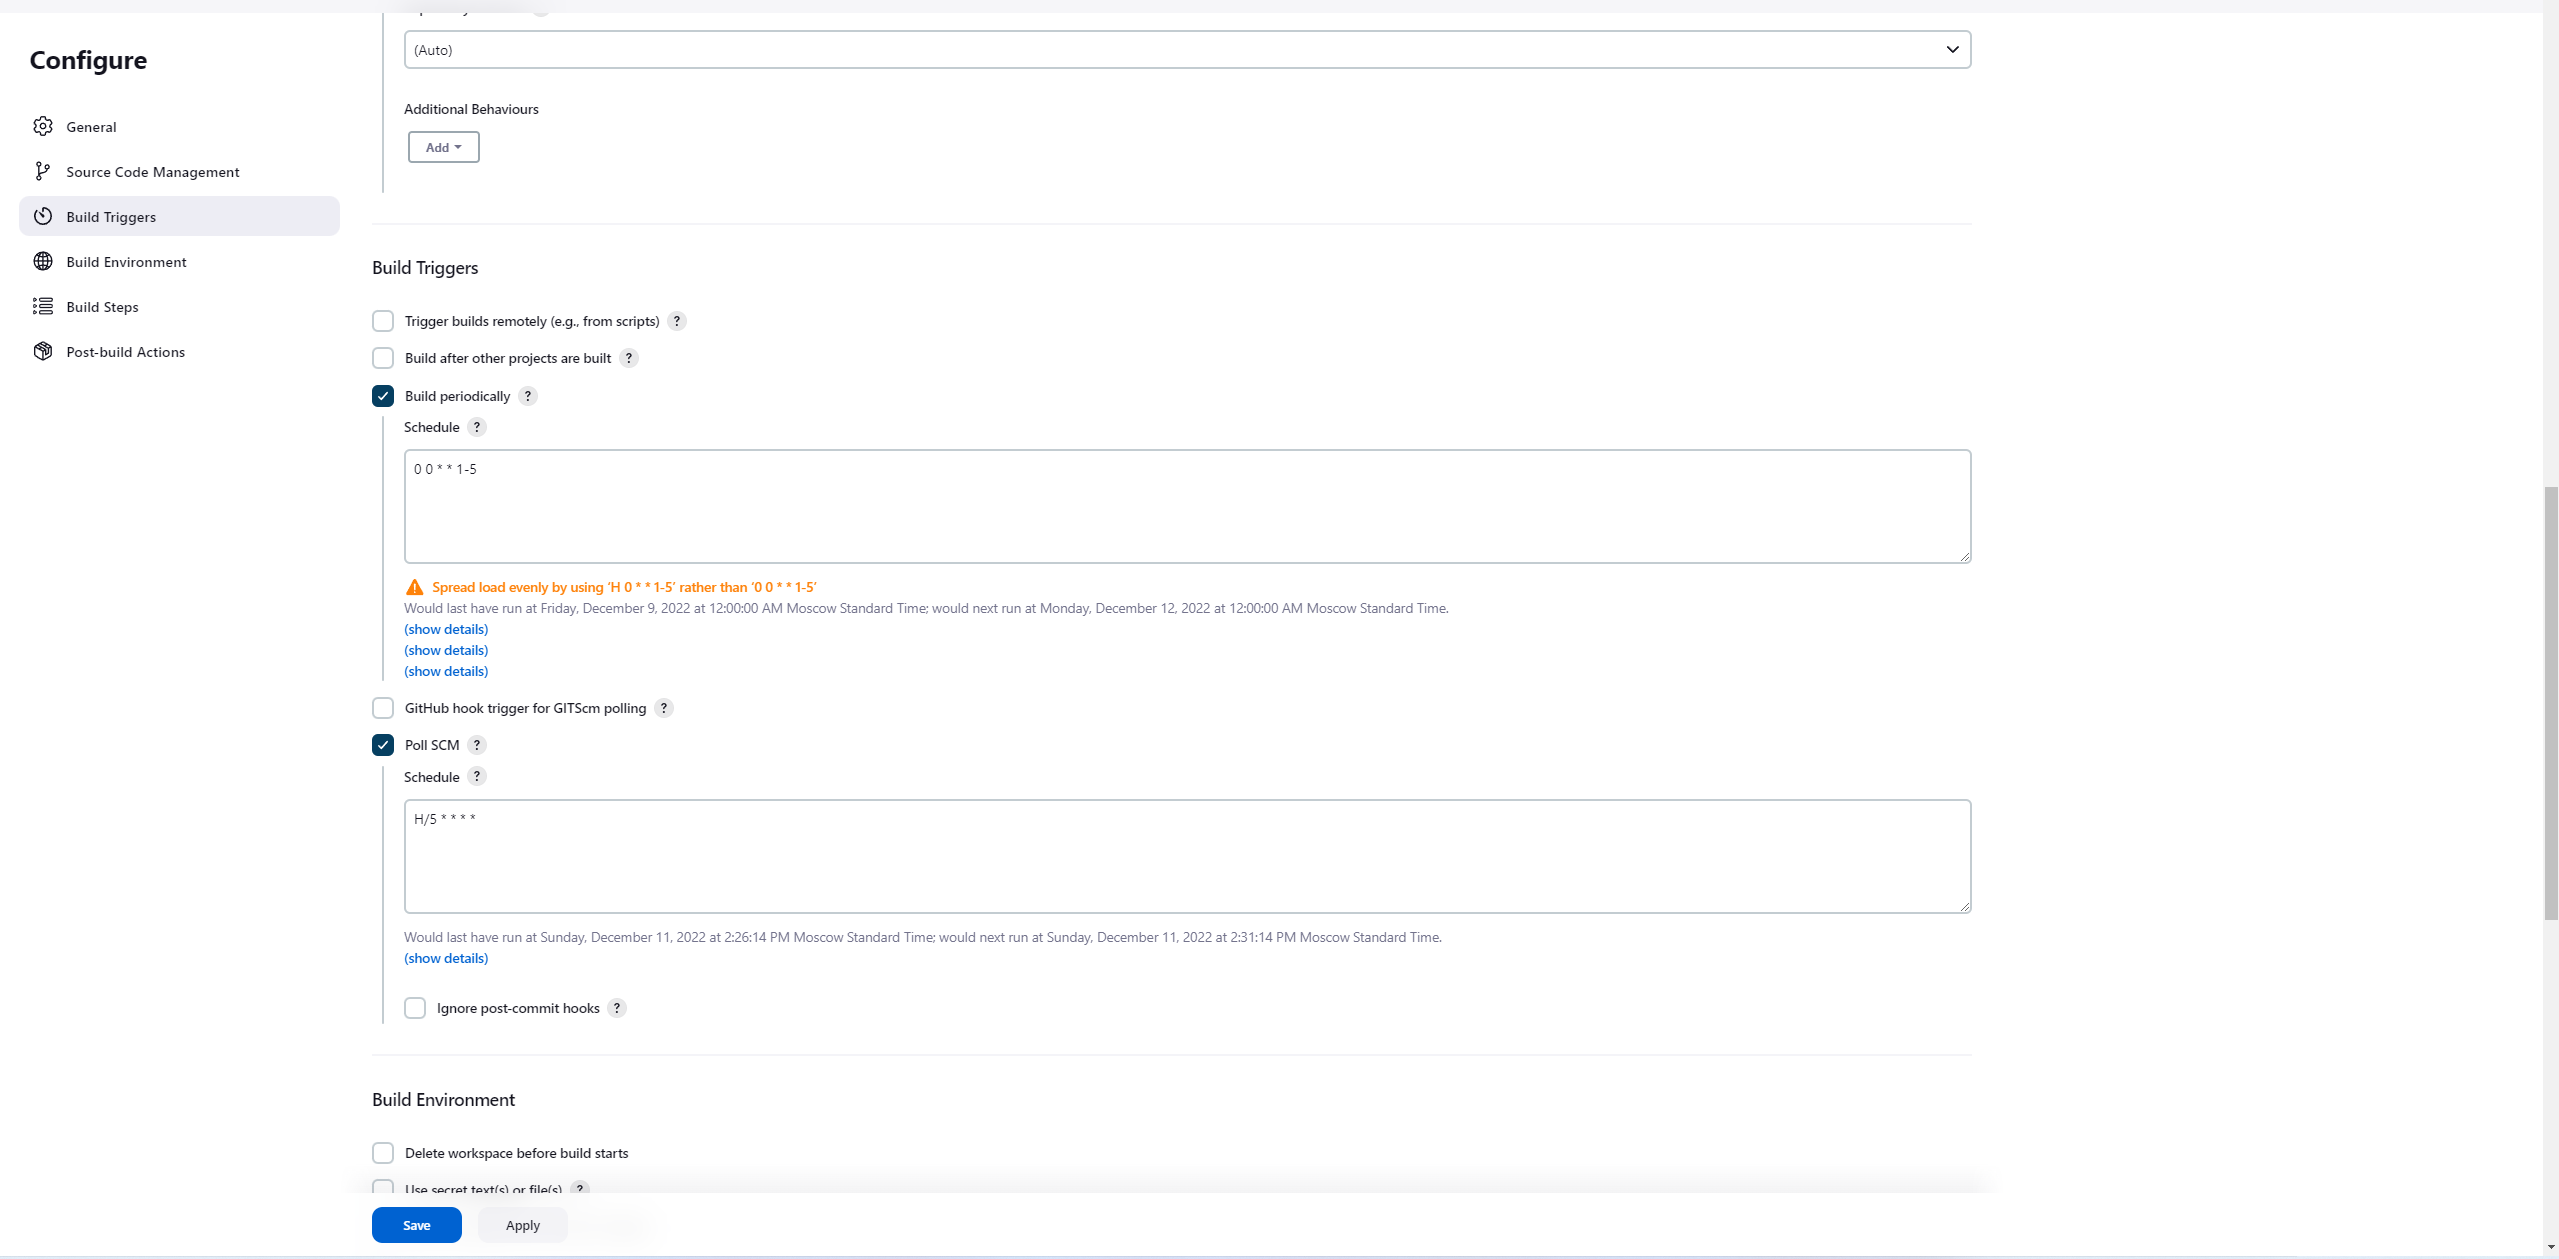 Configure
General
Source Code Management
Build Triggers
Build Environment
Build Steps
Post-build Actions
(Auto)
Additional Behaviours
Add
Build Triggers
Trigger builds remotely (e.g., from scripts) ?
Build after other projects are built ?
Build periodically ?
Schedule ?
0 0 * * 1-5
Spread load evenly by using ‘H 0 * * 1-5’ rather than ‘0 0 * * 1-5’
Would last have run at Friday, December 9, 2022 at 12:00:00 AM Moscow Standard Time; would next run at Monday, December 12, 2022 at 12:00:00 AM Moscow Standard Time.
(show details)
(show details)
(show details)
GitHub hook trigger for GITScm polling ?
Poll SCM ?
Schedule ?
H/5 * * * *
Would last have run at Sunday, December 11, 2022 at 2:26:14 PM Moscow Standard Time; would next run at Sunday, December 11, 2022 at 2:31:14 PM Moscow Standard Time.
(show details)
Ignore post-commit hooks ?
Build Environment
Delete workspace before build starts
Use secret text(s) or file(s) ?
Save
Apply